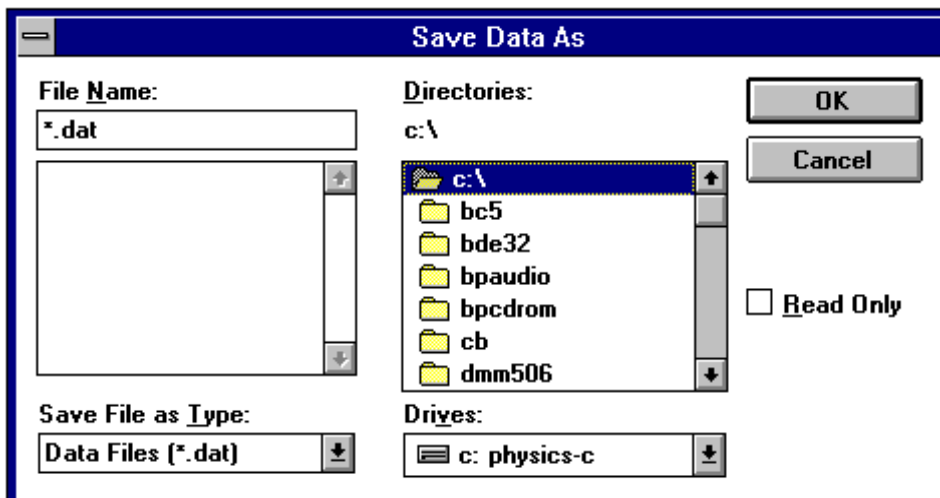 Save Data As
File Name:
*.dat
Directories:
c:\
c:\
bc5
bde32
bpaudio
bpcdrom
cb
dmm506
OK
Cancel
Read Only
Save File as Type:
Data Files (*.dat)
Drives:
c: physics-c